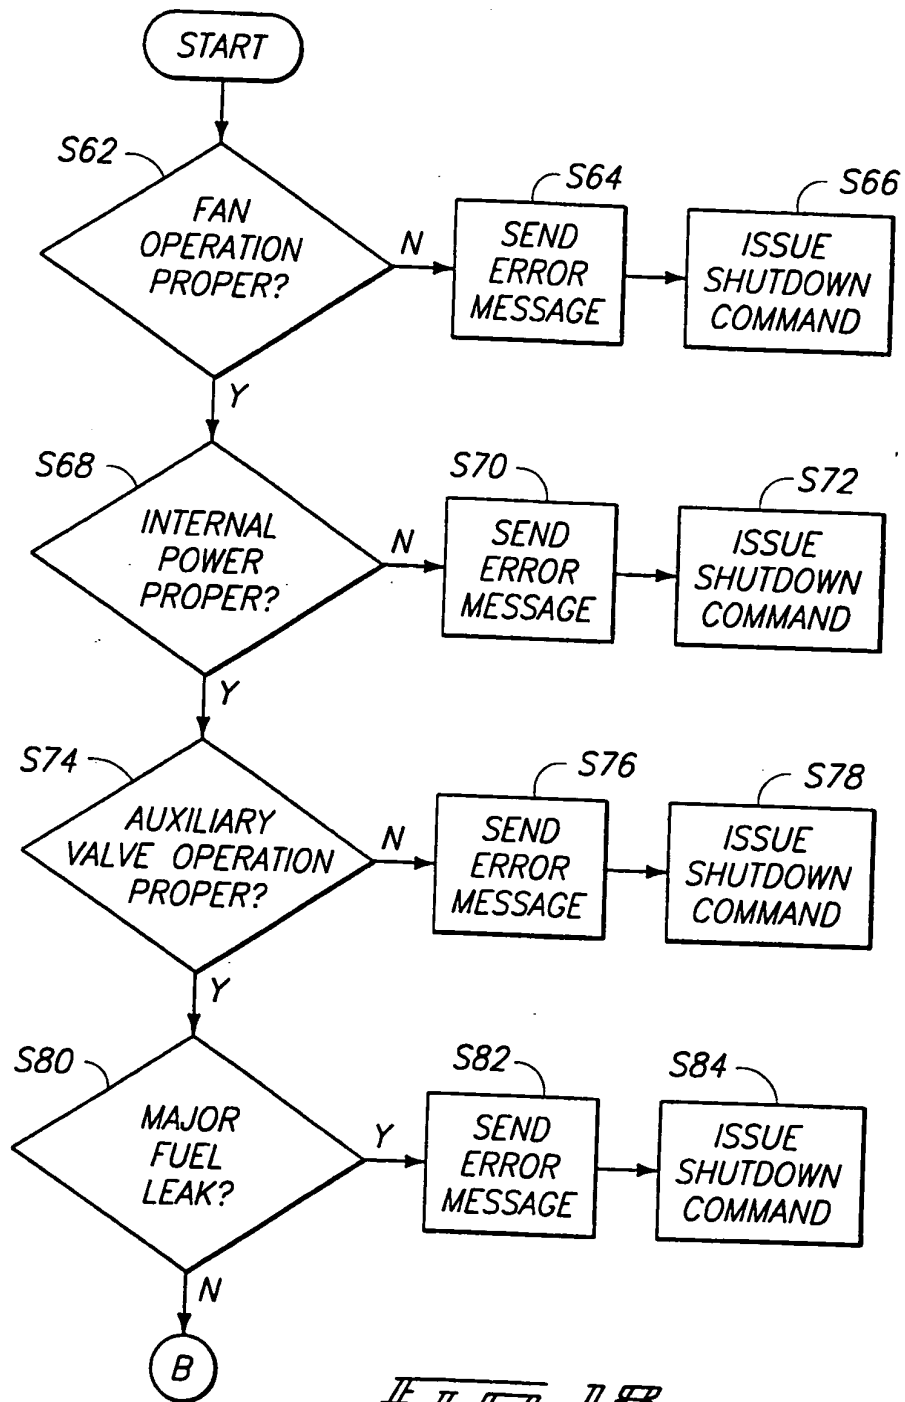 START
S62
FAN
OPERATION
PROPER?
N
S64
SEND
ERROR
MESSAGE
S66
ISSUE
SHUTDOWN
COMMAND
Y
S68
INTERNAL
POWER
PROPER?
N
S70
SEND
ERROR
MESSAGE
S72
ISSUE
SHUTDOWN
COMMAND
Y
S74
AUXILIARY
VALVE OPERATION
PROPER?
N
S76
SEND
ERROR
MESSAGE
S78
ISSUE
SHUTDOWN
COMMAND
Y
S80
MAJOR
FUEL
LEAK?
Y
S82
SEND
ERROR
MESSAGE
S84
ISSUE
SHUTDOWN
COMMAND
N
B